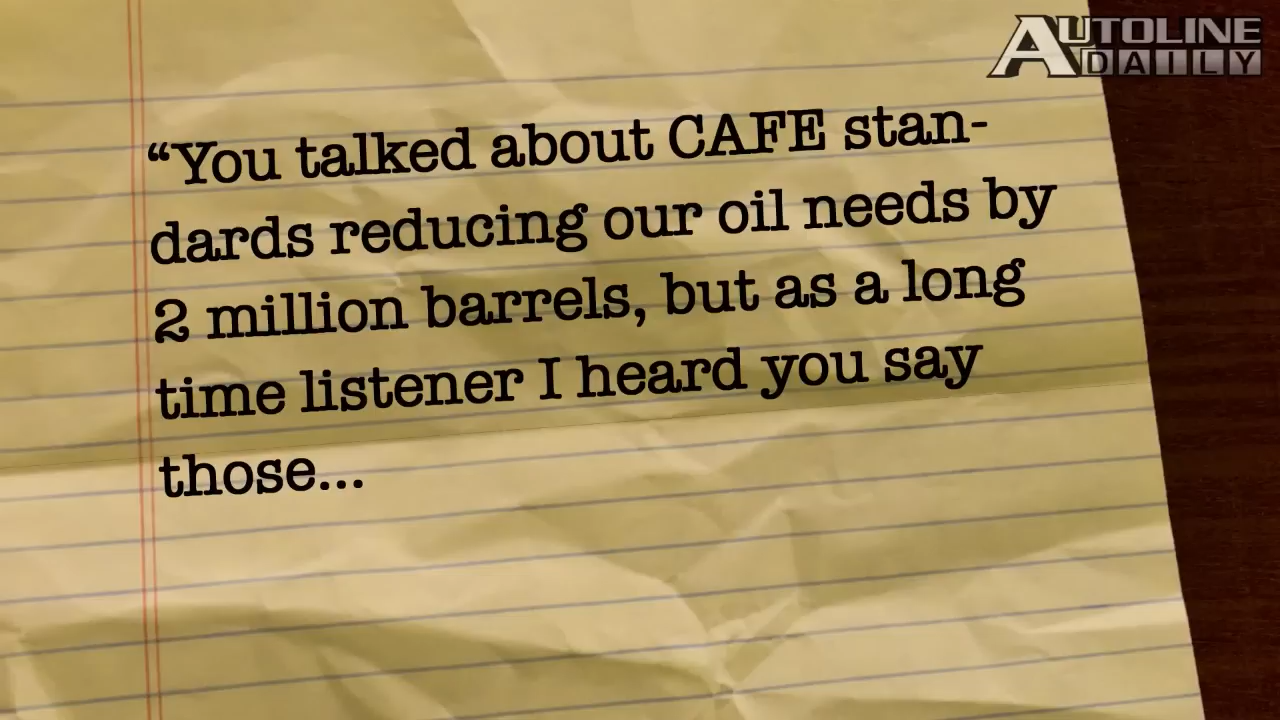 AUTOLINE
DAILY
“You talked about CAFE stan-
dards reducing our oil needs by
2 million barrels, but as a long
time listener I heard you say
those...